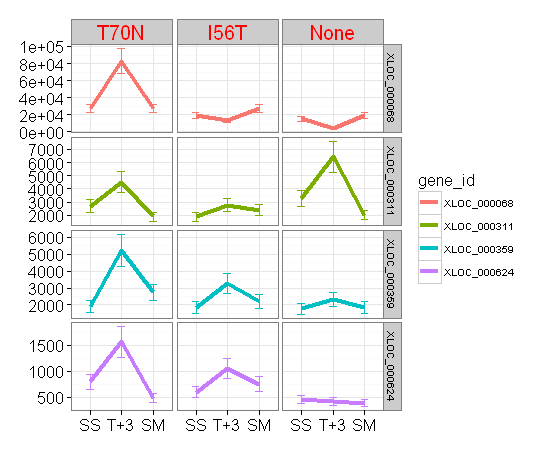 T70N I56T None
1e+05
8e+04
6e+04
4e+04
2e+04
0e+00
XLOC_000068
7000
6000
5000
4000
3000
2000
XLOC_000311
6000
5000
4000
3000
2000
XLOC_000359
1500
1000
500
XLOC_000624
SS T+3 SM SS T+3 SM SS T+3 SM
gene_id
XLOC_000068
XLOC_000311
XLOC_000359
XLOC_000624